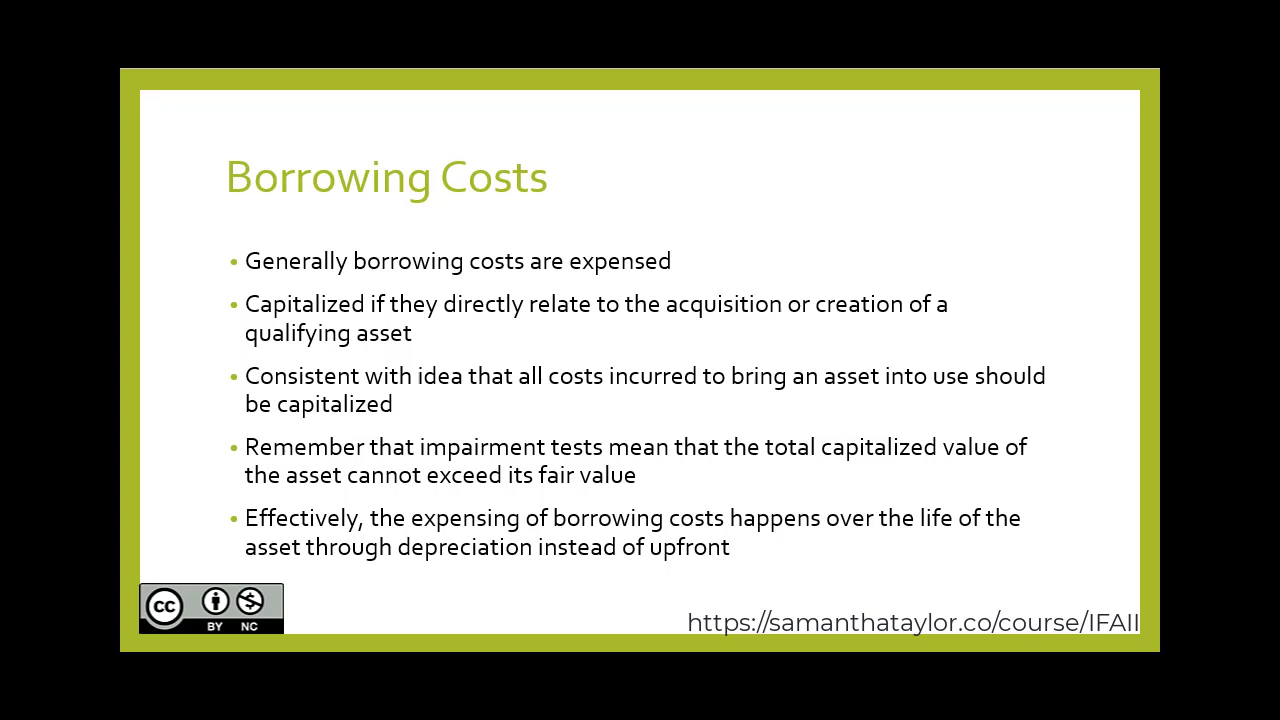 Borrowing Costs
• Generally borrowing costs are expensed
• Capitalized if they directly relate to the acquisition or creation of a
qualifying asset
• Consistent with idea that all costs incurred to bring an asset into use should
be capitalized
• Remember that impairment tests mean that the total capitalized value of
the asset cannot exceed its fair value
• Effectively, the expensing of borrowing costs happens over the life of the
asset through depreciation instead of upfront
cc
BY NC
https://samanthataylor.co/course/IFAII